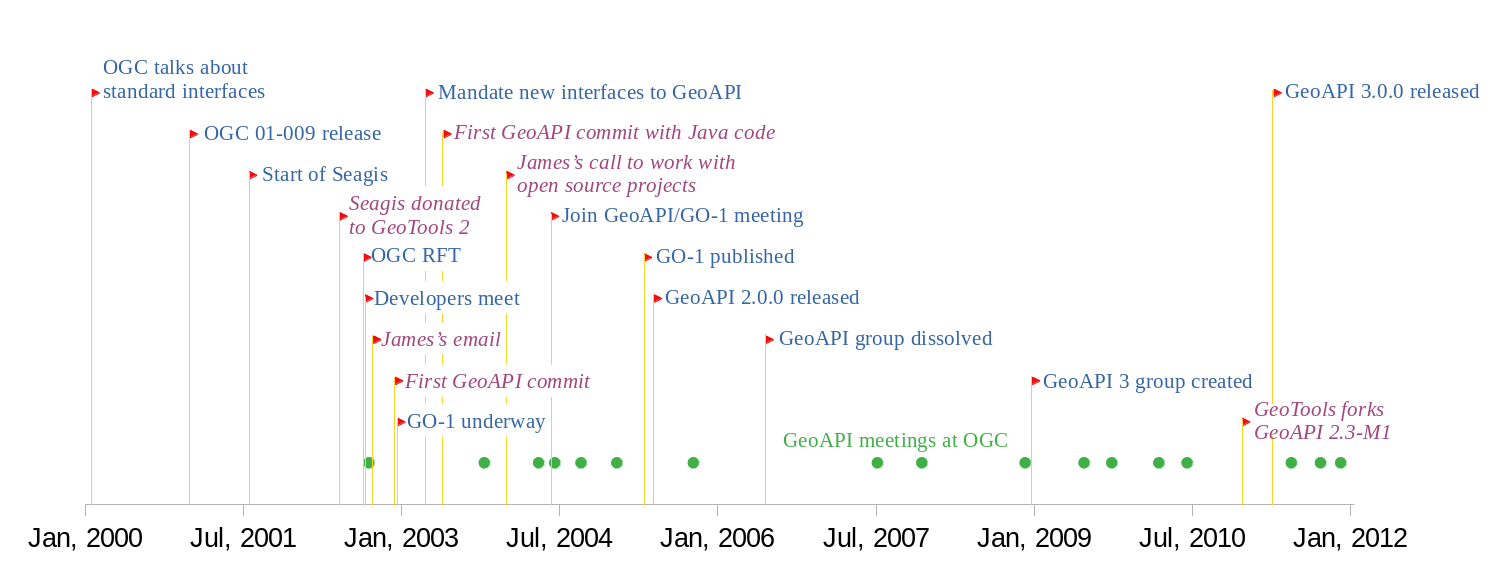 OGC talks about
standard interfaces
Mandate new interfaces to GeoAPI
GeoAPI 3.0.0 released
OGC 01-009 release
First GeoAPI commit with Java code
Start of Seagis
James’s call to work with
open source projects
Seagis donated
to GeoTools 2
Join GeoAPI/GO-1 meeting
OGC RFT
GO-1 published
Developers meet
GeoAPI 2.0.0 released
James’s email
GeoAPI group dissolved
First GeoAPI commit
GeoAPI 3 group created
GO-1 underway
GeoTools forks
GeoAPI 2.3-M1
GeoAPI meetings at OGC
Jan, 2000
Jul, 2001
Jan, 2003
Jul, 2004
Jan, 2006
Jul, 2007
Jan, 2009
Jul, 2010
Jan, 2012